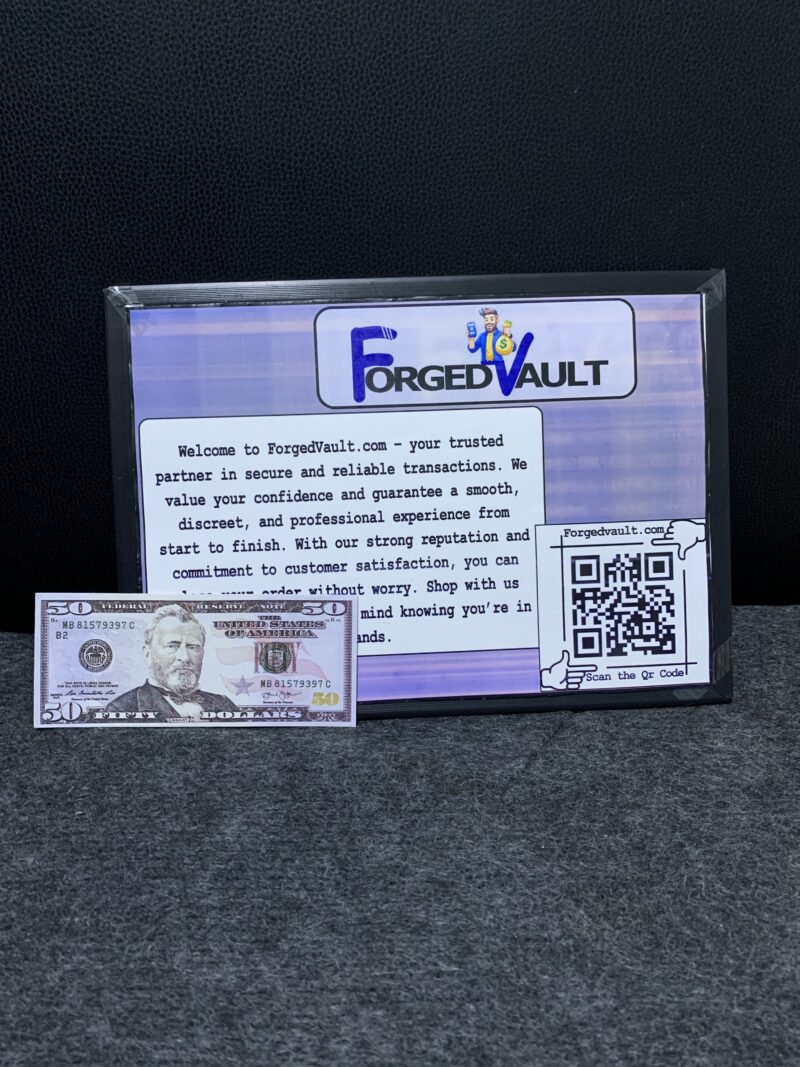 FORGEDVAULT
Welcome to ForgedVault.com – your trusted
partner in secure and reliable transactions. We
value your confidence and guarantee a smooth,
discreet, and professional experience from
start to finish. With our strong reputation and
commitment to customer satisfaction, you can
your order without worry. Shop with us
mind knowing you're in
ands.
Forgedvault.com
Scan the Qr Code
50 FEDERAL RESERVE NOTE 50
MB 81579397 C
B2
THE
UNITED STATES
OF AMERICA
MB 81579397 C
50
50 FIFTY DOLLARS